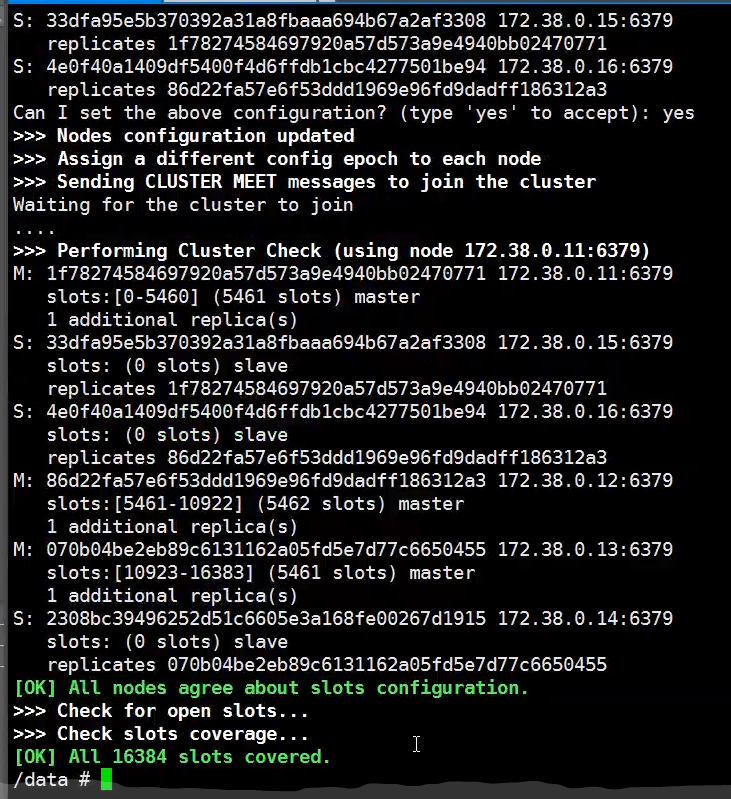 S: 33dfa95e5b370392a31a8fbaaa694b67a2af3308 172.38.0.15:6379
replicates 1f78274584697920a57d573a9e4940bb02470771
S: 4e0f40a1409df5400f4d6ffdb1cbc4277501be94 172.38.0.16:6379
replicates 86d22fa57e6f53ddd1969e96fd9dadff186312a3
Can I set the above configuration? (type 'yes' to accept): yes
>>> Nodes configuration updated
>>> Assign a different config epoch to each node
>>> Sending CLUSTER MEET messages to join the cluster
Waiting for the cluster to join
....
>>> Performing Cluster Check (using node 172.38.0.11:6379)
M: 1f78274584697920a57d573a9e4940bb02470771 172.38.0.11:6379
slots:[0-5460] (5461 slots) master
1 additional replica(s)
S: 33dfa95e5b370392a31a8fbaaa694b67a2af3308 172.38.0.15:6379
slots: (0 slots) slave
replicates 1f78274584697920a57d573a9e4940bb02470771
S: 4e0f40a1409df5400f4d6ffdb1cbc4277501be94 172.38.0.16:6379
slots: (0 slots) slave
replicates 86d22fa57e6f53ddd1969e96fd9dadff186312a3
M: 86d22fa57e6f53ddd1969e96fd9dadff186312a3 172.38.0.12:6379
slots:[5461-10922] (5462 slots) master
1 additional replica(s)
M: 070b04be2eb89c6131162a05fd5e7d77c6650455 172.38.0.13:6379
slots:[10923-16383] (5461 slots) master
1 additional replica(s)
S: 2308bc39496252d51c6605e3a168fe00267d1915 172.38.0.14:6379
slots: (0 slots) slave
replicates 070b04be2eb89c6131162a05fd5e7d77c6650455
[OK] All nodes agree about slots configuration.
>>> Check for open slots...
>>> Check slots coverage...
[OK] All 16384 slots covered.
/data #